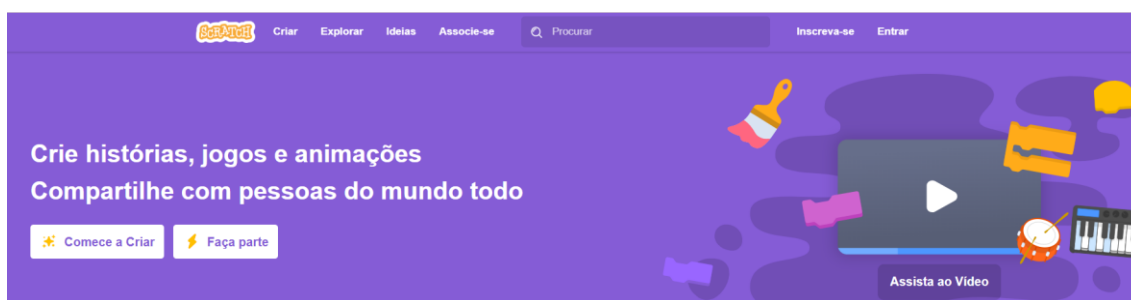 SCRATCH Criar Explorar Ideias Associe-se Procurar Inscreva-se Entrar
Crie histórias, jogos e animações
Compartilhe com pessoas do mundo todo
Comece a Criar Faça parte
Assista ao Vídeo